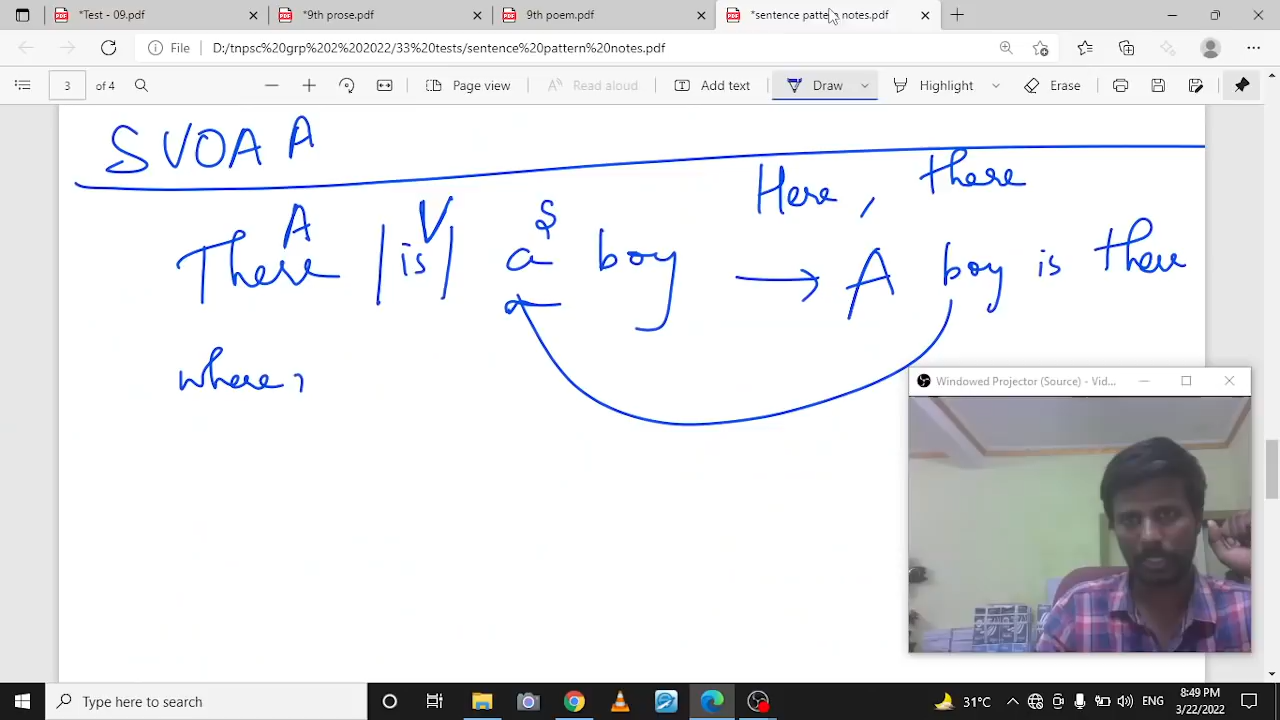 *Test - 09.pdf
*9th prose.pdf
9th poem.pdf
*sentence pattern notes.pdf
File
D:/tnpsc%20grp%202%202022/33%20tests/sentence%20pattern%20notes.pdf
3 of 4
Page view
Read aloud
Add text
Draw
Highlight
Erase
SVOA A
Here, there
A V S
There | is | a boy → A boy is there
where,
Windowed Projector (Source) - Vid...
Type here to search
31°C
ENG
8:49 PM
3/22/2022